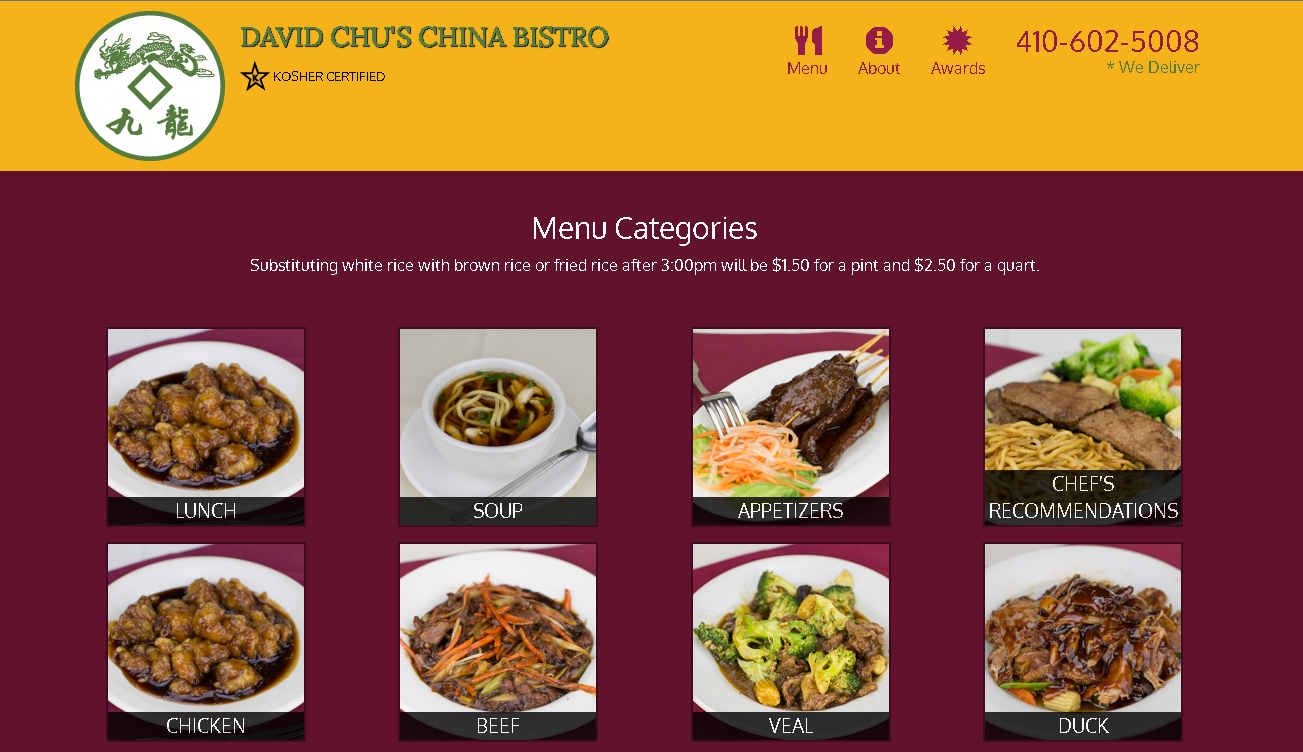 九 龍
DAVID CHU'S CHINA BISTRO
KOSHER CERTIFIED
Menu
About
Awards
410-602-5008
* We Deliver
Menu Categories
Substituting white rice with brown rice or fried rice after 3:00pm will be $1.50 for a pint and $2.50 for a quart.
LUNCH
SOUP
APPETIZERS
CHEF'S
RECOMMENDATIONS
CHICKEN
BEEF
VEAL
DUCK